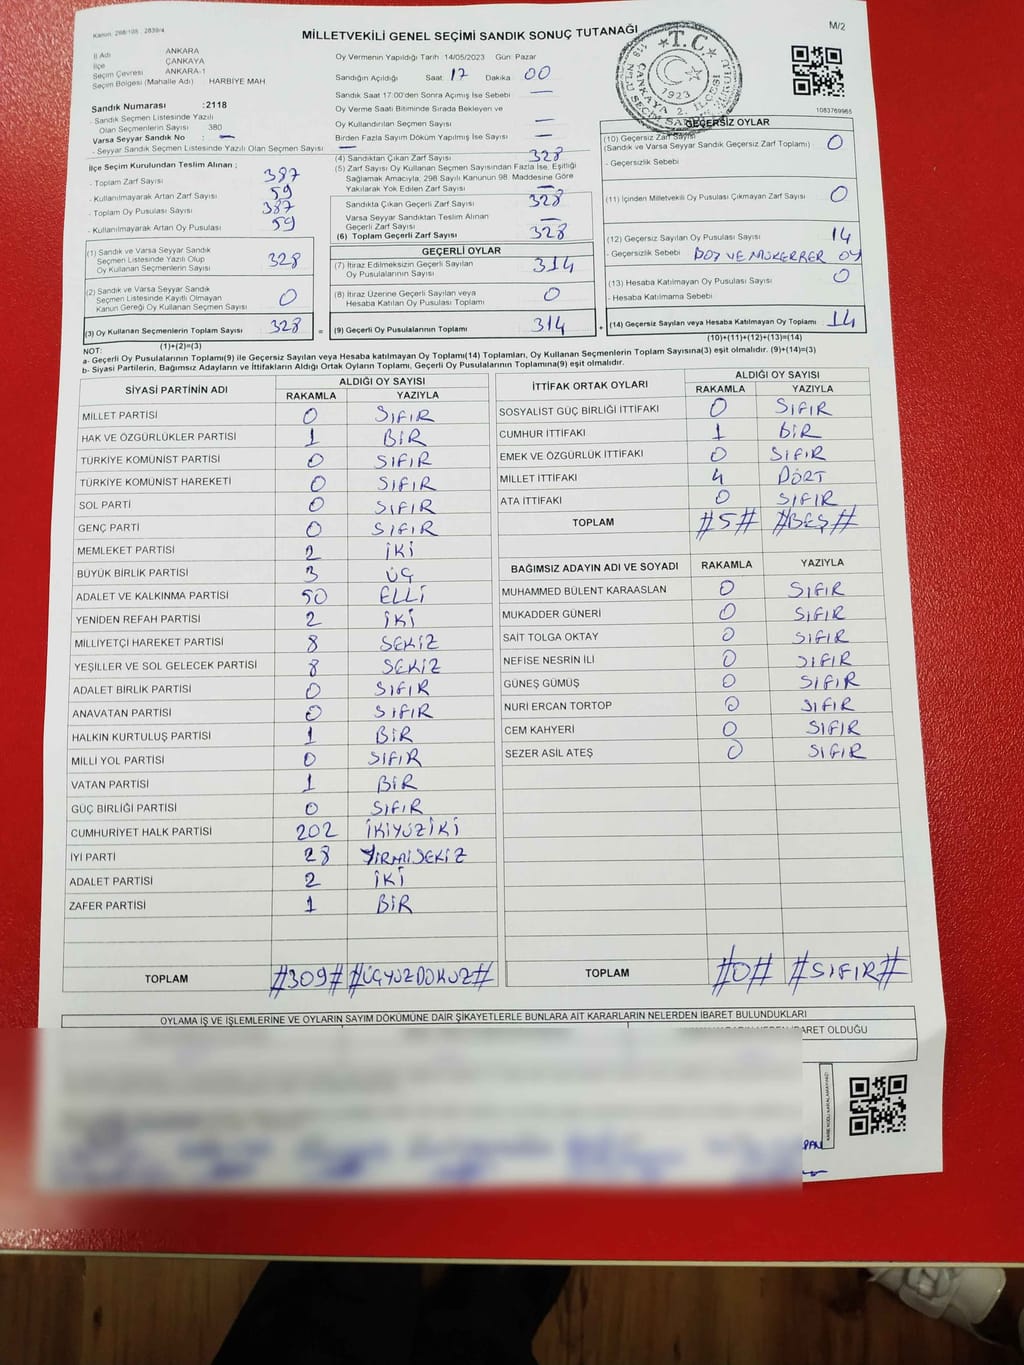 Kanun: 298/105 , 2839/4
MİLLETVEKİLİ GENEL SEÇİMİ SANDIK SONUÇ TUTANAĞI
M/2
İl Adı ANKARA
İlçe ÇANKAYA
Seçim Çevresi ANKARA-1
Seçim Bölgesi (Mahalle Adı) HARBİYE MAH
Sandık Numarası :2118
- Sandık Seçmen Listesinde Yazılı
Olan Seçmenlerin Sayısı 380
Varsa Seyyar Sandık No : —
- Seyyar Sandık Seçmen Listesinde Yazılı Olan Seçmen Sayısı —
Oy Vermenin Yapıldığı Tarih 14/05/2023 Gün: Pazar
Sandığın Açıldığı Saat: 17 Dakika: 00
Sandık Saat 17:00'den Sonra Açımış İse Sebebi —
Oy Verme Saati Bitiminde Sırada Bekleyen ve
Oy Kullandırılan Seçmen Sayısı —
Birden Fazla Sayım Döküm Yapılmış İse Sayısı —
T.C.
1923
1083769965
İlçe Seçim Kurulundan Teslim Alınan ;
- Toplam Zarf Sayısı 387
- Kullanılmayarak Artan Zarf Sayısı 59
- Toplam Oy Pusulası Sayısı 387
- Kullanılmayarak Artan Oy Pusulası 59
(4) Sandıktan Çıkan Zarf Sayısı 328
(5) Zarf Sayısı Oy Kullanan Seçmen Sayısından Fazla İse, Eşitliği
Sağlamak Amacıyla; 298 Sayılı Kanunun 98. Maddesine Göre
Yakılarak Yok Edilen Zarf Sayısı —
Sandıkta Çıkan Geçerli Zarf Sayısı 328
Varsa Seyyar Sandıktan Teslim Alınan
Geçerli Zarf Sayısı —
(6) Toplam Geçerli Zarf Sayısı 328
GEÇERSİZ OYLAR
(10) Geçersiz Zarf Sayısı 0
(Sandık ve Varsa Seyyar Sandık Geçersiz Zarf Toplamı)
- Geçersizlik Sebebi
(11) İçinden Milletvekili Oy Pusulası Çıkmayan Zarf Sayısı 0
(12) Geçersiz Sayılan Oy Pusulası Sayısı 14
- Geçersizlik Sebebi BOŞ VE MÜKERRER OY
(13) Hesaba Katılmayan Oy Pusulası Sayısı 0
- Hesaba Katılmama Sebebi
(14) Geçersiz Sayılan veya Hesaba Katılmayan Oy Toplamı 14
(10)+(11)+(12)+(13)=(14)
(1) Sandık ve Varsa Seyyar Sandık
Seçmen Listesinde Yazılı Olup
Oy Kullanan Seçmenlerin Sayısı 328
(2) Sandık ve Varsa Seyyar Sandık
Seçmen Listesinde Kayıtlı Olmayan
Kanun Gereği Oy Kullanan Seçmen Sayısı 0
(3) Oy Kullanan Seçmenlerin Toplam Sayısı 328 =
(1)+(2)=(3)
GEÇERLİ OYLAR
(7) İtiraz Edilmeksizin Geçerli Sayılan
Oy Pusulalarının Sayısı 314
(8) İtiraz Üzerine Geçerli Sayılan veya
Hesaba Katılan Oy Pusulası Toplamı 0
(9) Geçerli Oy Pusulalarının Toplamı 314 +
NOT:
a- Geçerli Oy Pusulalarının Toplamı(9) ile Geçersiz Sayılan veya Hesaba katılmayan Oy Toplamı(14) Toplamları, Oy Kullanan Seçmenlerin Toplam Sayısına(3) eşit olmalıdır. (9)+(14)=(3)
b- Siyasi Partilerin, Bağımsız Adayların ve İttifakların Aldığı Ortak Oyların Toplamı, Geçerli Oy Pusulalarının Toplamına(9) eşit olmalıdır.
SİYASİ PARTİNİN ADI ALDIĞI OY SAYISI
RAKAMLA YAZIYLA
MİLLET PARTİSİ 0 SIFIR
HAK VE ÖZGÜRLÜKLER PARTİSİ 1 BİR
TÜRKİYE KOMÜNİST PARTİSİ 0 SIFIR
TÜRKİYE KOMÜNİST HAREKETİ 0 SIFIR
SOL PARTİ 0 SIFIR
GENÇ PARTİ 0 SIFIR
MEMLEKET PARTİSİ 2 İKİ
BÜYÜK BİRLİK PARTİSİ 3 ÜÇ
ADALET VE KALKINMA PARTİSİ 50 ELLİ
YENİDEN REFAH PARTİSİ 2 İKİ
MİLLİYETÇİ HAREKET PARTİSİ 8 SEKİZ
YEŞİLLER VE SOL GELECEK PARTİSİ 8 SEKİZ
ADALET BİRLİK PARTİSİ 0 SIFIR
ANAVATAN PARTİSİ 0 SIFIR
HALKIN KURTULUŞ PARTİSİ 1 BİR
MİLLİ YOL PARTİSİ 0 SIFIR
VATAN PARTİSİ 1 BİR
GÜÇ BİRLİĞİ PARTİSİ 0 SIFIR
CUMHURİYET HALK PARTİSİ 202 İKİYÜZİKİ
İYİ PARTİ 28 YİRMİSEKİZ
ADALET PARTİSİ 2 İKİ
ZAFER PARTİSİ 1 BİR
TOPLAM #309# #ÜÇYÜZDOKUZ#
İTTİFAK ORTAK OYLARI ALDIĞI OY SAYISI
RAKAMLA YAZIYLA
SOSYALİST GÜÇ BİRLİĞİ İTTİFAKI 0 SIFIR
CUMHUR İTTİFAKI 1 BİR
EMEK VE ÖZGÜRLÜK İTTİFAKI 0 SIFIR
MİLLET İTTİFAKI 4 DÖRT
ATA İTTİFAKI 0 SIFIR
TOPLAM #5# #BEŞ#
BAĞIMSIZ ADAYIN ADI VE SOYADI RAKAMLA YAZIYLA
MUHAMMED BÜLENT KARAASLAN 0 SIFIR
MUKADDER GÜNERİ 0 SIFIR
SAİT TOLGA OKTAY 0 SIFIR
NEFİSE NESRİN İLİ 0 SIFIR
GÜNEŞ GÜMÜŞ 0 SIFIR
NURİ ERCAN TORTOP 0 SIFIR
CEM KAHYERİ 0 SIFIR
SEZER ASİL ATEŞ 0 SIFIR
TOPLAM #0# #SIFIR#
OYLAMA İŞ VE İŞLEMLERİNE VE OYLARIN SAYIM DÖKÜMÜNE DAİR ŞİKAYETLERLE BUNLARA AİT KARARLARIN NELERDEN İBARET BULUNDUKLARI
İBARET OLDUĞU